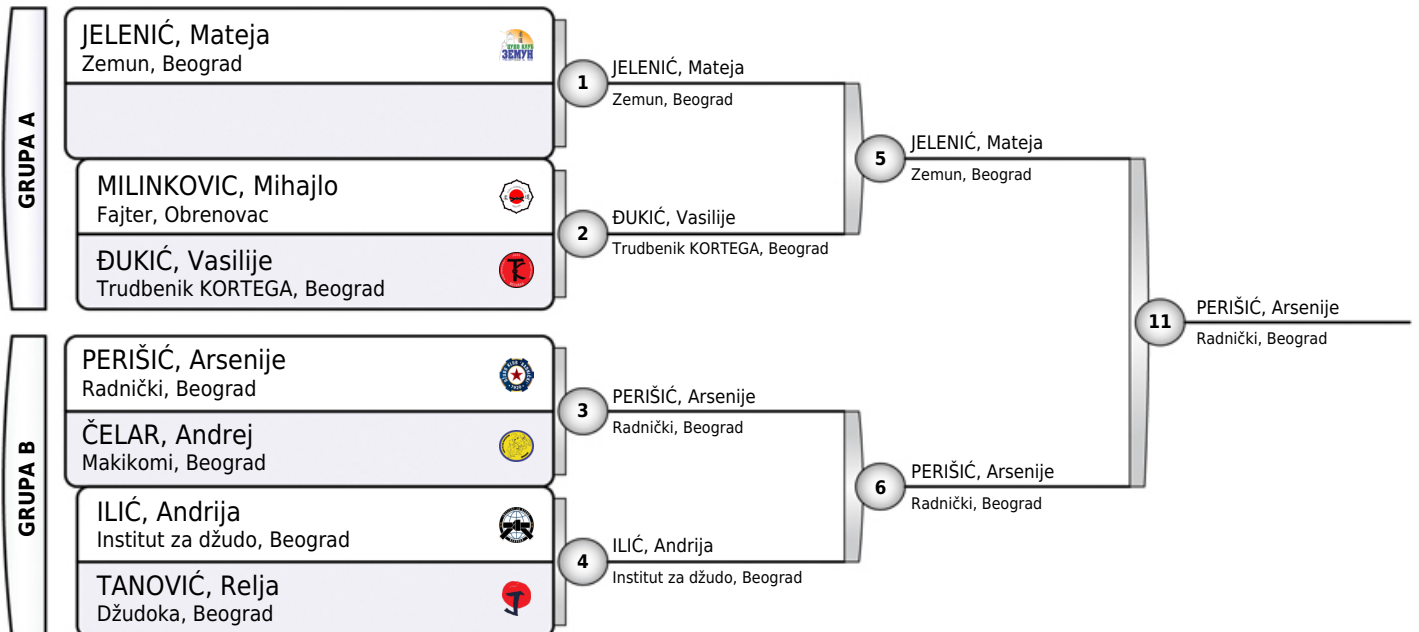 GRUPA A
JELENIĆ, Mateja
Zemun, Beograd
ЗЕМУН
MILINKOVIC, Mihajlo
Fajter, Obrenovac
ĐUKIĆ, Vasilije
Trudbenik KORTEGA, Beograd
GRUPA B
PERIŠIĆ, Arsenije
Radnički, Beograd
ČELAR, Andrej
Makikomi, Beograd
ILIĆ, Andrija
Institut za džudo, Beograd
TANOVIĆ, Relja
Džudoka, Beograd
1
JELENIĆ, Mateja
Zemun, Beograd
2
ĐUKIĆ, Vasilije
Trudbenik KORTEGA, Beograd
3
PERIŠIĆ, Arsenije
Radnički, Beograd
4
ILIĆ, Andrija
Institut za džudo, Beograd
5
JELENIĆ, Mateja
Zemun, Beograd
6
PERIŠIĆ, Arsenije
Radnički, Beograd
11
PERIŠIĆ, Arsenije
Radnički, Beograd